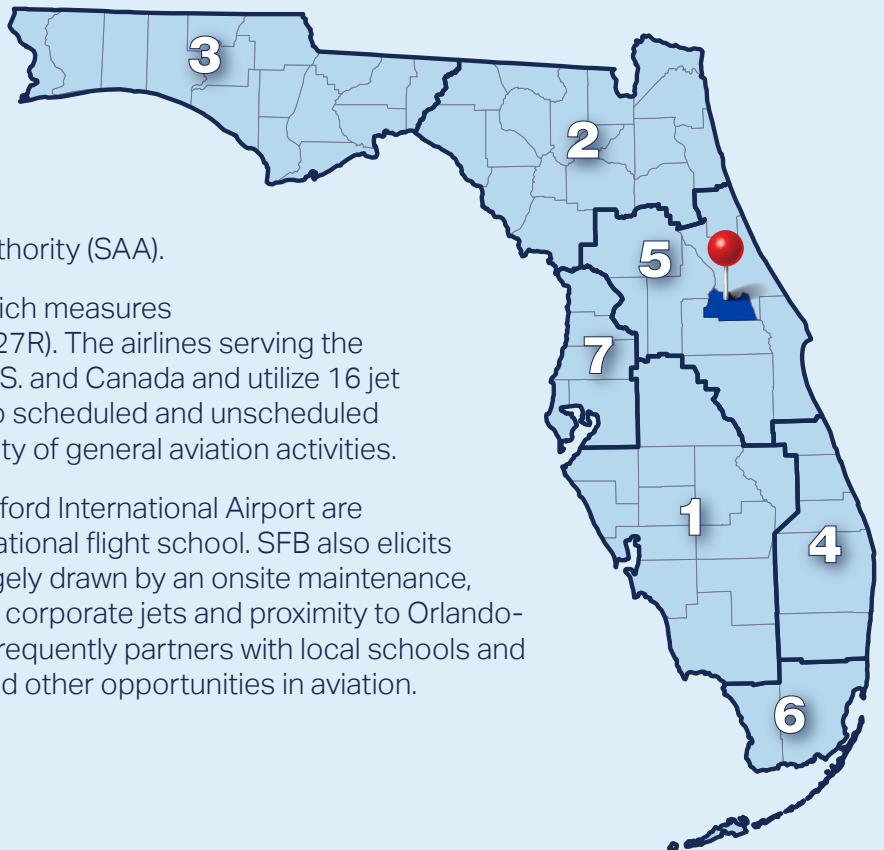 3
2
thority (SAA).
5
ich measures
27R). The airlines serving the
7
S. and Canada and utilize 16 jet
o scheduled and unscheduled
ity of general aviation activities.
ford International Airport are
1
ational flight school. SFB also elicits
4
gely drawn by an onsite maintenance,
corporate jets and proximity to Orlando-
requently partners with local schools and
d other opportunities in aviation.
6